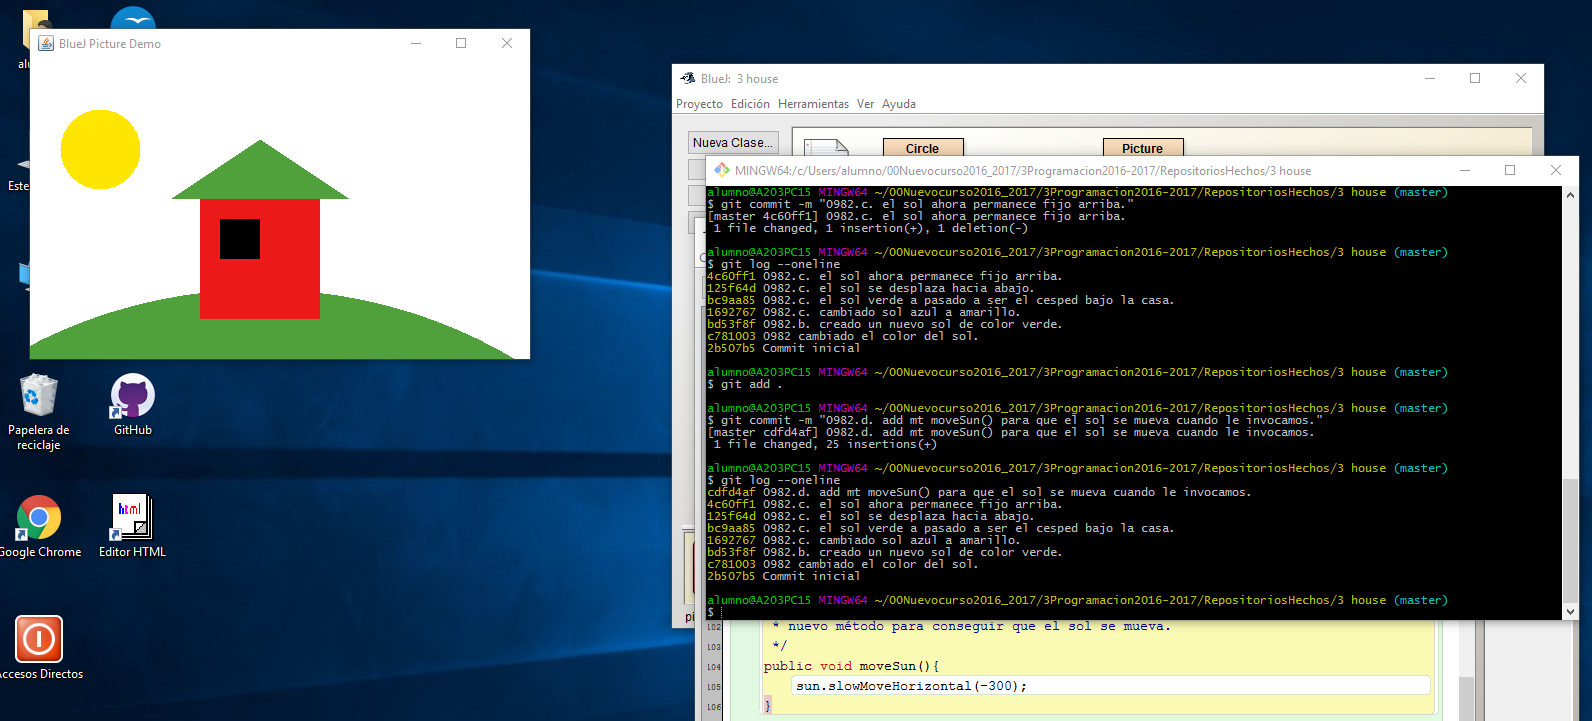 BlueJ Picture Demo
Papelera de
reciclaje
GitHub
Google Chrome
html
Editor HTML
Accesos Directos
BlueJ: 3 house
Proyecto Edición Herramientas Ver Ayuda
Nueva Clase...
Circle
Picture
MINGW64:/c/Users/alumno/00Nuevocurso2016_2017/3Programacion2016-2017/RepositoriosHechos/3 house
alumno@A203PC15 MINGW64 ~/00Nuevocurso2016_2017/3Programacion2016-2017/RepositoriosHechos/3 house (master)
$ git commit -m "0982.c. el sol ahora permanece fijo arriba."
[master 4c60ff1] 0982.c. el sol ahora permanece fijo arriba.
1 file changed, 1 insertion(+), 1 deletion(-)
alumno@A203PC15 MINGW64 ~/00Nuevocurso2016_2017/3Programacion2016-2017/RepositoriosHechos/3 house (master)
$ git log --oneline
4c60ff1 0982.c. el sol ahora permanece fijo arriba.
125f64d 0982.c. el sol se desplaza hacia abajo.
bc9aa85 0982.c. el sol verde a pasado a ser el cesped bajo la casa.
1692767 0982.c. cambiado sol azul a amarillo.
bd53f8f 0982.b. creado un nuevo sol de color verde.
c781003 0982 cambiado el color del sol.
2b507b5 Commit inicial
alumno@A203PC15 MINGW64 ~/00Nuevocurso2016_2017/3Programacion2016-2017/RepositoriosHechos/3 house (master)
$ git add .
alumno@A203PC15 MINGW64 ~/00Nuevocurso2016_2017/3Programacion2016-2017/RepositoriosHechos/3 house (master)
$ git commit -m "0982.d. add mt moveSun() para que el sol se mueva cuando le invocamos."
[master cdfd4af] 0982.d. add mt moveSun() para que el sol se mueva cuando le invocamos.
1 file changed, 25 insertions(+)
alumno@A203PC15 MINGW64 ~/00Nuevocurso2016_2017/3Programacion2016-2017/RepositoriosHechos/3 house (master)
$ git log --oneline
cdfd4af 0982.d. add mt moveSun() para que el sol se mueva cuando le invocamos.
4c60ff1 0982.c. el sol ahora permanece fijo arriba.
125f64d 0982.c. el sol se desplaza hacia abajo.
bc9aa85 0982.c. el sol verde a pasado a ser el cesped bajo la casa.
1692767 0982.c. cambiado sol azul a amarillo.
bd53f8f 0982.b. creado un nuevo sol de color verde.
c781003 0982 cambiado el color del sol.
2b507b5 Commit inicial
alumno@A203PC15 MINGW64 ~/00Nuevocurso2016_2017/3Programacion2016-2017/RepositoriosHechos/3 house (master)
$
102 * nuevo método para conseguir que el sol se mueva.
103 */
104 public void moveSun(){
105 sun.slowMoveHorizontal(-300);
106 }